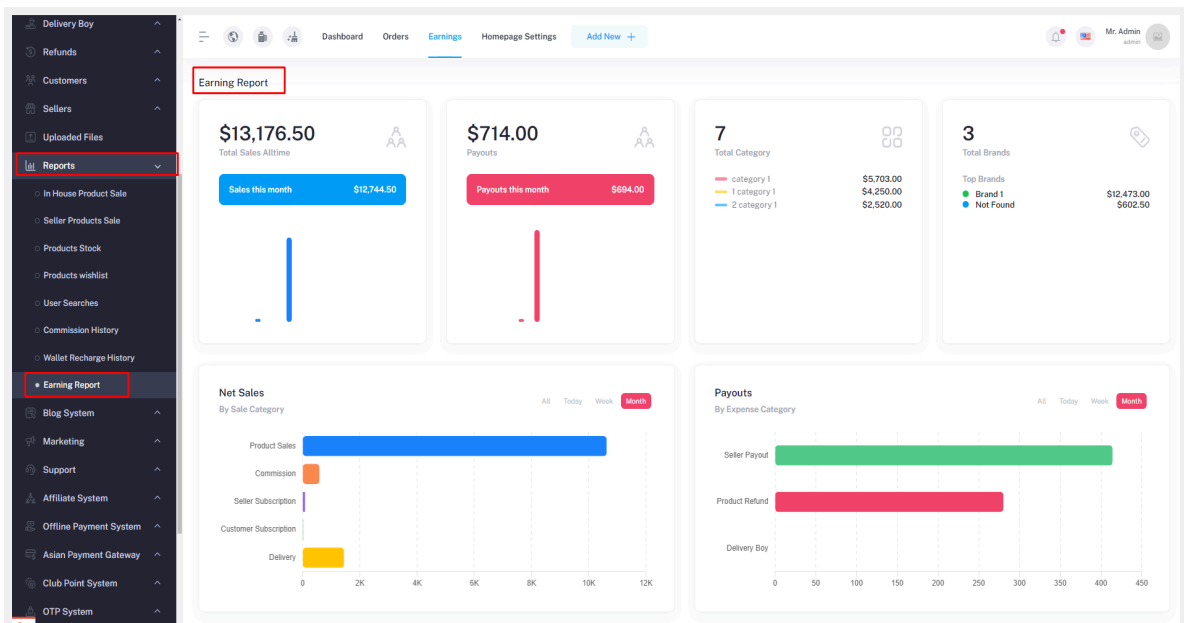 Delivery Boy
Refunds
Customers
Sellers
Uploaded Files
Reports
In House Product Sale
Seller Products Sale
Products Stock
Products wishlist
User Searches
Commission History
Wallet Recharge History
Earning Report
Blog System
Marketing
Support
Affiliate System
Offline Payment System
Asian Payment Gateway
Club Point System
OTP System
Dashboard Orders Earnings Homepage Settings Add New +
Mr. Admin
admin
Earning Report
$13,176.50
Total Sales Alltime
Sales this month $12,744.50
$714.00
Payouts
Payouts this month $694.00
7
Total Category
category 1 $5,703.00
1 category 1 $4,250.00
2 category 1 $2,520.00
3
Total Brands
Top Brands
Brand 1 $12,473.00
Not Found $602.50
Net Sales
By Sale Category
All Today Week Month
Product Sales
Commission
Seller Subscription
Customer Subscription
Delivery
0 2K 4K 6K 8K 10K 12K
Payouts
By Expense Category
All Today Week Month
Seller Payout
Product Refund
Delivery Boy
0 50 100 150 200 250 300 350 400 450